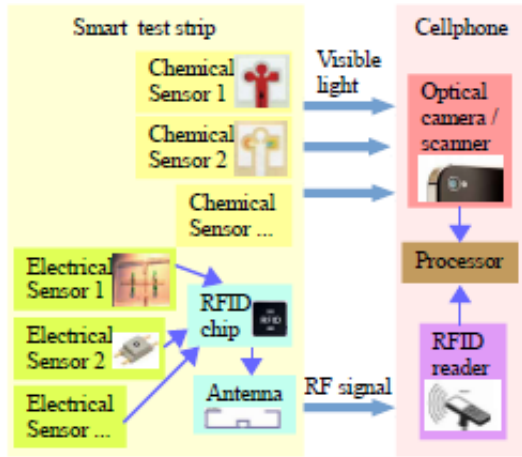 Smart test strip
Cellphone
Chemical
Sensor 1
Visible
light
Optical
camera /
scanner
Chemical
Sensor 2
Chemical
Sensor ...
Electrical
Sensor 1
Processor
RFID
chip
RFID
Electrical
Sensor 2
RFID
reader
Antenna
RF signal
Electrical
Sensor ...